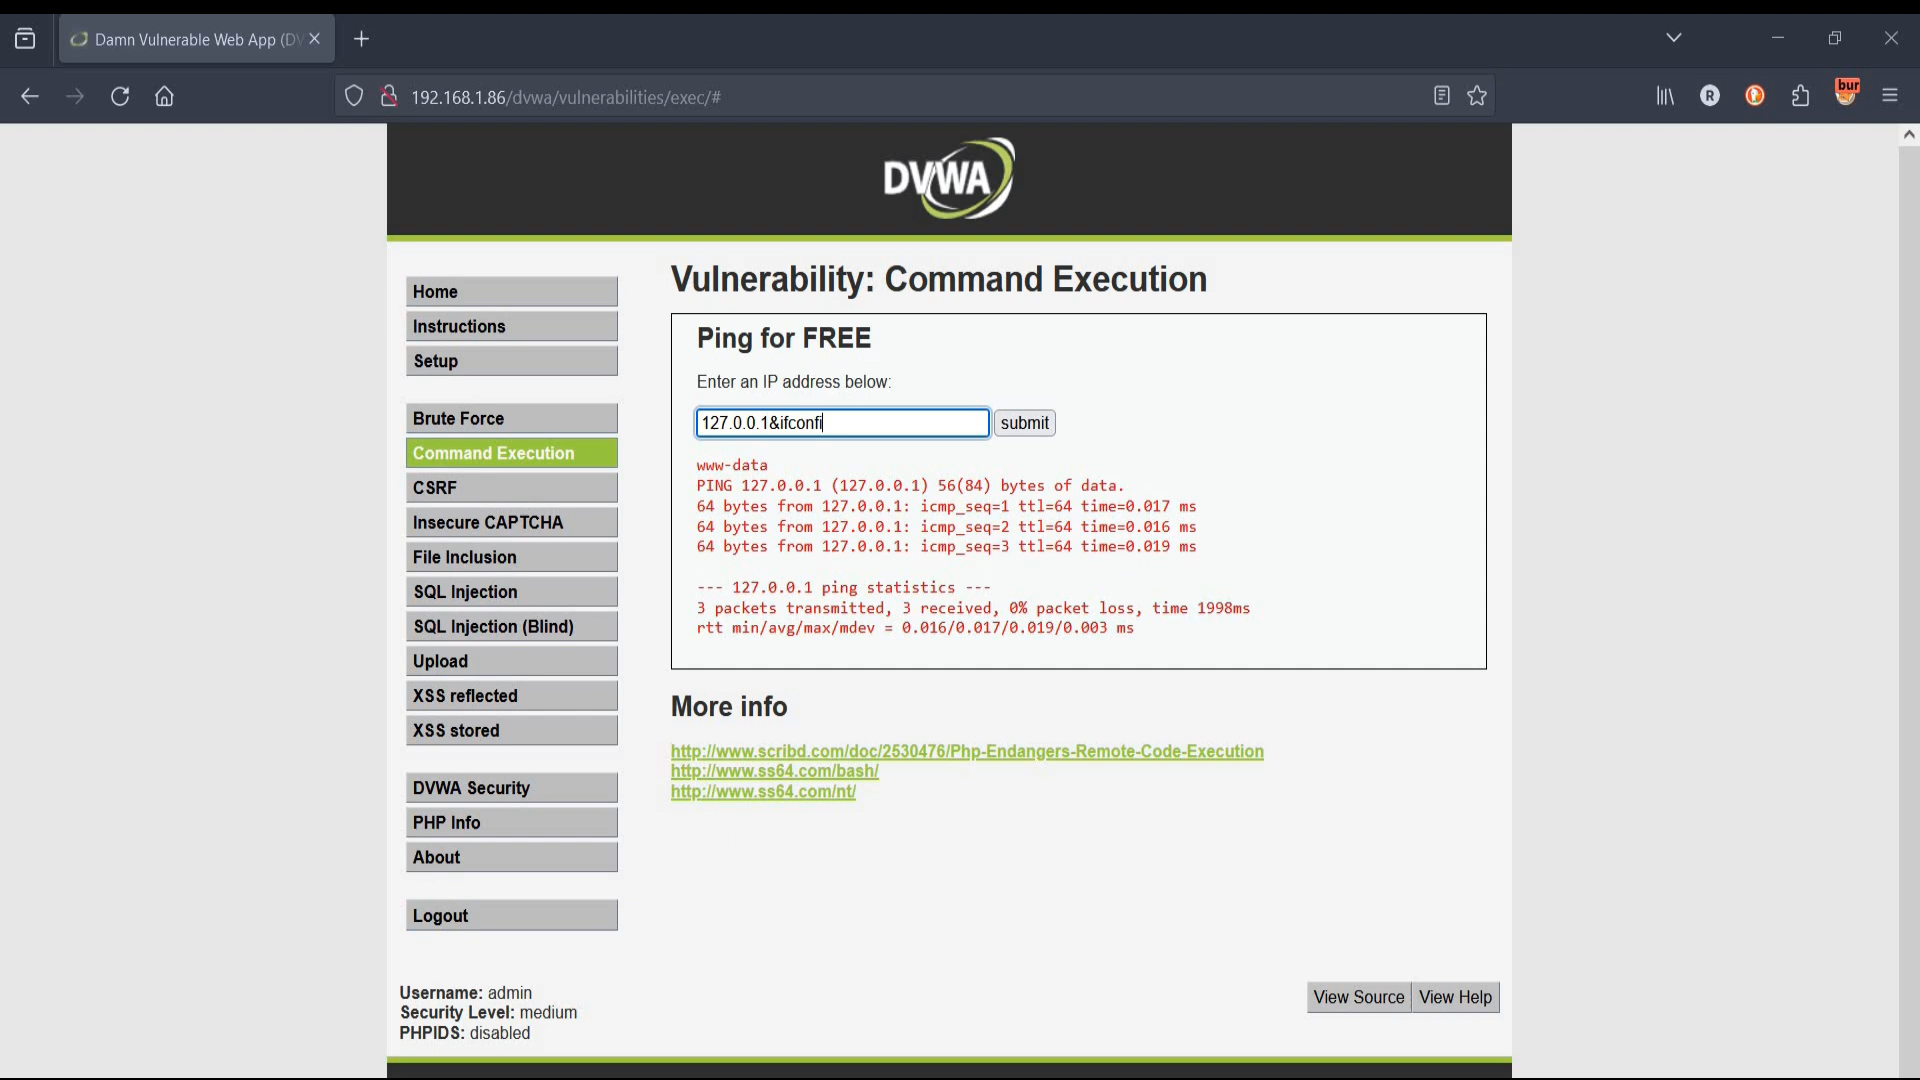 Damn Vulnerable Web App (DV
192.168.1.86/dvwa/vulnerabilities/exec/#
R
bur
DVWA
Home
Instructions
Setup
Brute Force
Command Execution
CSRF
Insecure CAPTCHA
File Inclusion
SQL Injection
SQL Injection (Blind)
Upload
XSS reflected
XSS stored
DVWA Security
PHP Info
About
Logout
Vulnerability: Command Execution
Ping for FREE
Enter an IP address below:
127.0.0.1&ifconfi
submit
www-data
PING 127.0.0.1 (127.0.0.1) 56(84) bytes of data.
64 bytes from 127.0.0.1: icmp_seq=1 ttl=64 time=0.017 ms
64 bytes from 127.0.0.1: icmp_seq=2 ttl=64 time=0.016 ms
64 bytes from 127.0.0.1: icmp_seq=3 ttl=64 time=0.019 ms
--- 127.0.0.1 ping statistics ---
3 packets transmitted, 3 received, 0% packet loss, time 1998ms
rtt min/avg/max/mdev = 0.016/0.017/0.019/0.003 ms
More info
http://www.scribd.com/doc/2530476/Php-Endangers-Remote-Code-Execution
http://www.ss64.com/bash/
http://www.ss64.com/nt/
Username: admin
Security Level: medium
PHPIDS: disabled
View Source
View Help